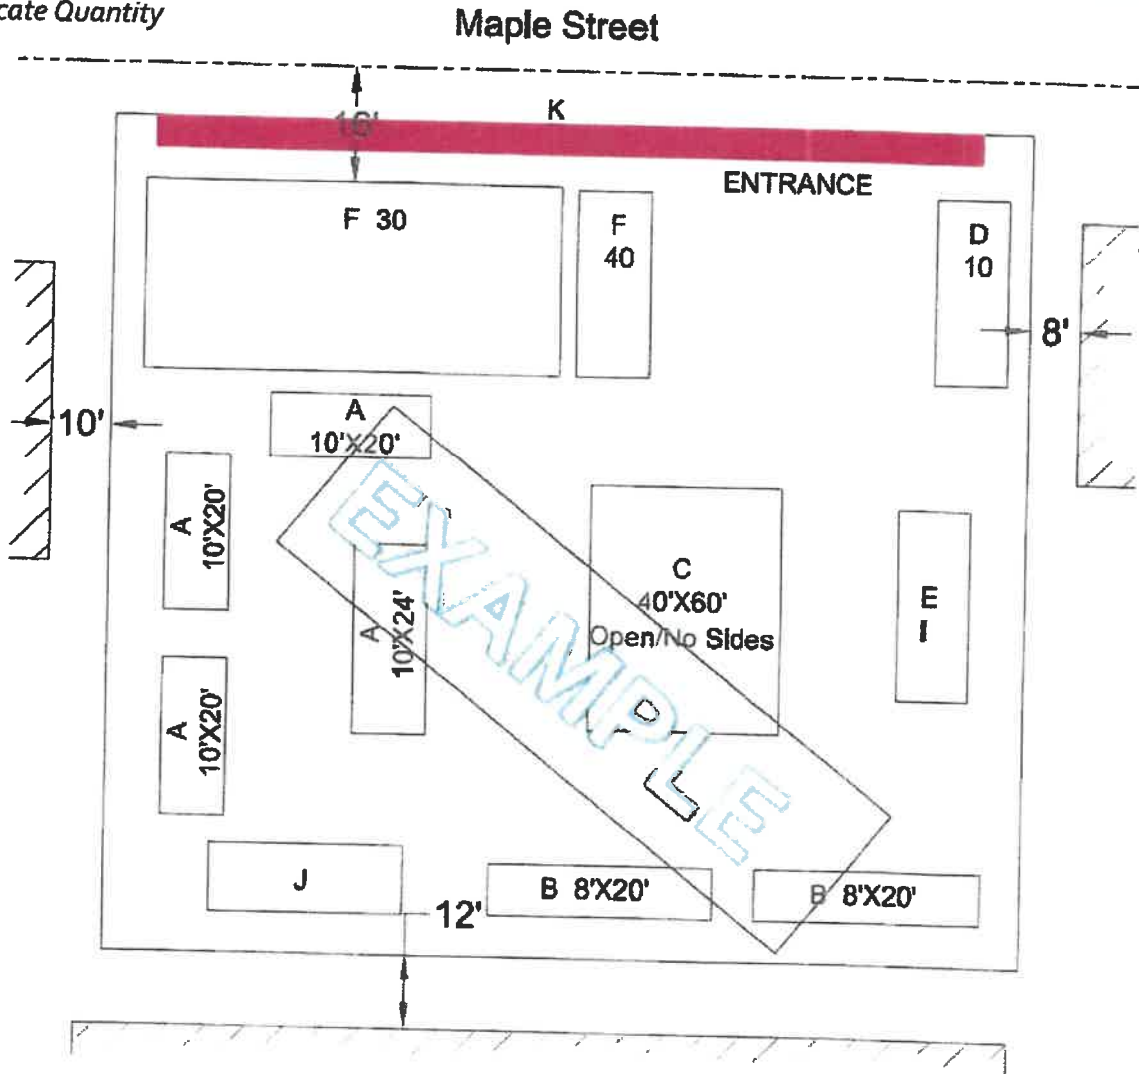 cate Quantity
Maple Street
K
16'
ENTRANCE
F 30
F
40
D
10
8'
10'
A
10'X20'
A
10'X20'
A
10'X24'
C
40'X60'
Open/No Sides
E
I
A
10'X20'
EXAMPLE
J
B 8'X20'
B 8'X20'
12'